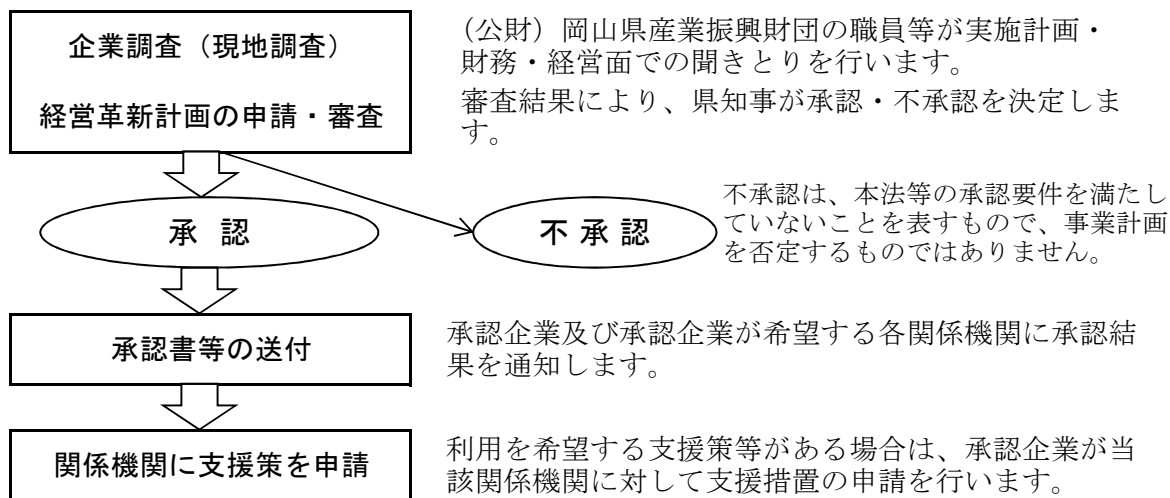 企業調査（現地調査）
経営革新計画の申請・審査
（公財）岡山県産業振興財団の職員等が実施計画・
財務・経営面での聞きとりを行います。
審査結果により、県知事が承認・不承認を決定しま
す。
承 認
不 承 認
不承認は、本法等の承認要件を満たし
ていないことを表すもので、事業計画
を否定するものではありません。
承認書等の送付
承認企業及び承認企業が希望する各関係機関に承認結
果を通知します。
関係機関に支援策を申請
利用を希望する支援策等がある場合は、承認企業が当
該関係機関に対して支援措置の申請を行います。